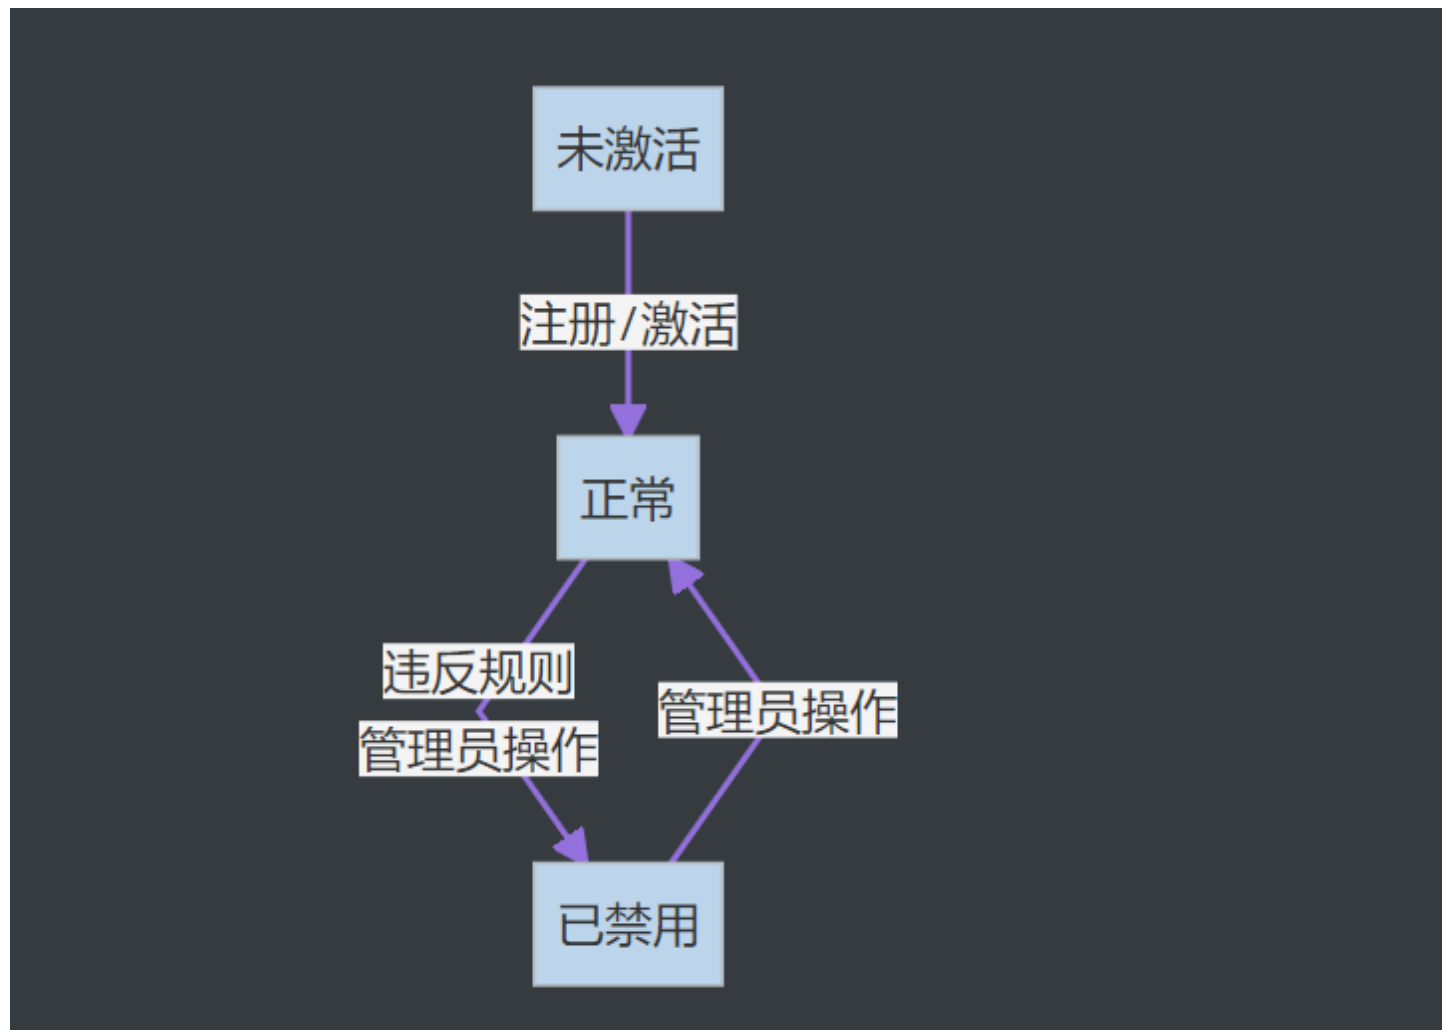 未激活
注册/激活
正常
违反规则
管理员操作
管理员操作
已禁用